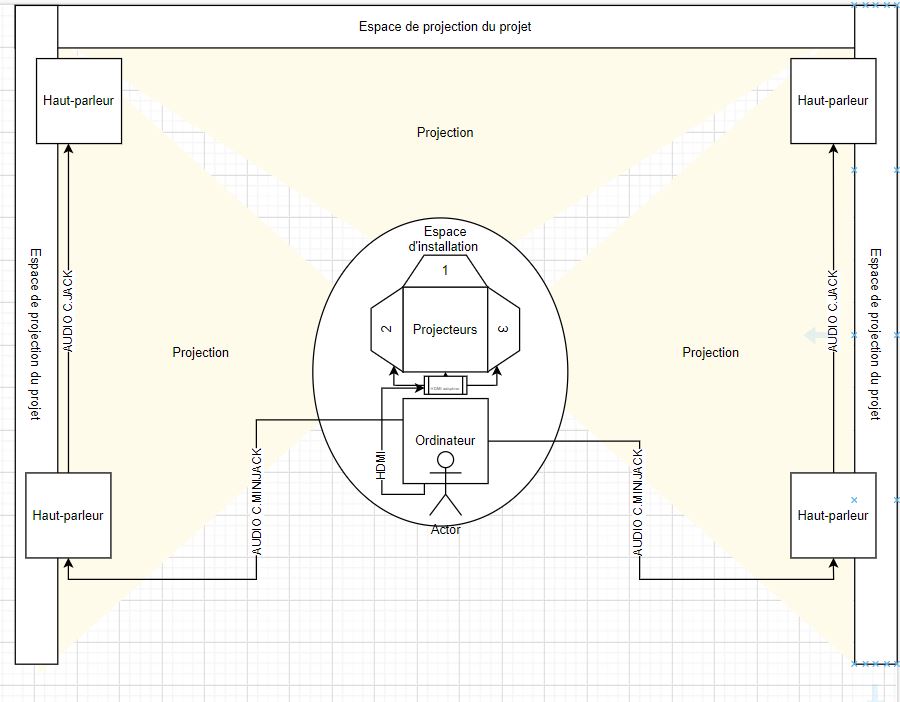 Espace de projection du projet
Haut-parleur
Haut-parleur
Projection
Espace
d'installation
1
2
Projecteurs
3
Espace de projection du projet
AUDIO C.JACK
Projection
Projection
AUDIO C.JACK
Espace de projection du projet
HDMI
Ordinateur
AUDIO C.MINIJACK
AUDIO C.MINIJACK
Haut-parleur
Haut-parleur
Actor